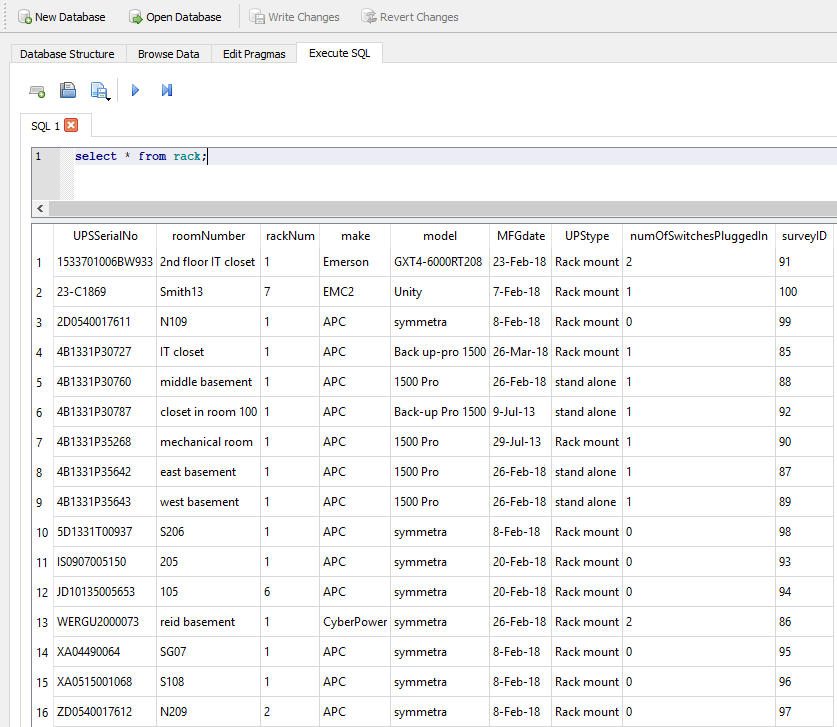 New Database Open Database Write Changes Revert Changes
Database Structure Browse Data Edit Pragmas Execute SQL
SQL 1
1 select * from rack;
UPSSerialNo roomNumber rackNum make model MFGdate UPStype numOfSwitchesPluggedIn surveyID
1 1533701006BW933 2nd floor IT closet 1 Emerson GXT4-6000RT208 23-Feb-18 Rack mount 2 91
2 23-C1869 Smith13 7 EMC2 Unity 7-Feb-18 Rack mount 1 100
3 2D0540017611 N109 1 APC symmetra 8-Feb-18 Rack mount 0 99
4 4B1331P30727 IT closet 1 APC Back up-pro 1500 26-Mar-18 Rack mount 1 85
5 4B1331P30760 middle basement 1 APC 1500 Pro 26-Feb-18 stand alone 1 88
6 4B1331P30787 closet in room 100 1 APC Back-up Pro 1500 9-Jul-13 stand alone 1 92
7 4B1331P35268 mechanical room 1 APC 1500 Pro 29-Jul-13 Rack mount 1 90
8 4B1331P35642 east basement 1 APC 1500 Pro 26-Feb-18 stand alone 1 87
9 4B1331P35643 west basement 1 APC 1500 Pro 26-Feb-18 stand alone 1 89
10 5D1331T00937 S206 1 APC symmetra 8-Feb-18 Rack mount 0 98
11 IS0907005150 205 1 APC symmetra 20-Feb-18 Rack mount 0 93
12 JD10135005653 105 6 APC symmetra 20-Feb-18 Rack mount 0 94
13 WERGU2000073 reid basement 1 CyberPower symmetra 26-Feb-18 Rack mount 2 86
14 XA04490064 SG07 1 APC symmetra 8-Feb-18 Rack mount 0 95
15 XA0515001068 S108 1 APC symmetra 8-Feb-18 Rack mount 0 96
16 ZD0540017612 N209 2 APC symmetra 8-Feb-18 Rack mount 0 97